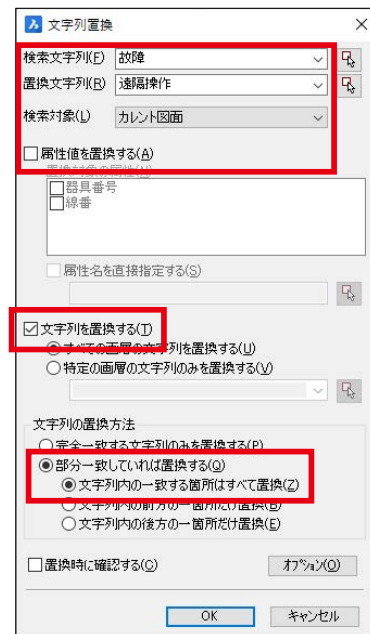 文字列置換
検索文字列(F) 故障
置換文字列(R) 遠隔操作
検索対象(L) カレント図面
属性値を置換する(A)
置換対象の属性(N)
器具番号
線番
属性名を直接指定する(S)
文字列を置換する(T)
すべての画層の文字列を置換する(U)
特定の画層の文字列のみを置換する(V)
文字列の置換方法
完全一致する文字列のみを置換する(P)
部分一致していれば置換する(Q)
文字列内の一致する箇所はすべて置換(Z)
文字列内の前方の一箇所だけ置換(B)
文字列内の後方の一箇所だけ置換(E)
置換時に確認する(C) オプション(O)
OK キャンセル